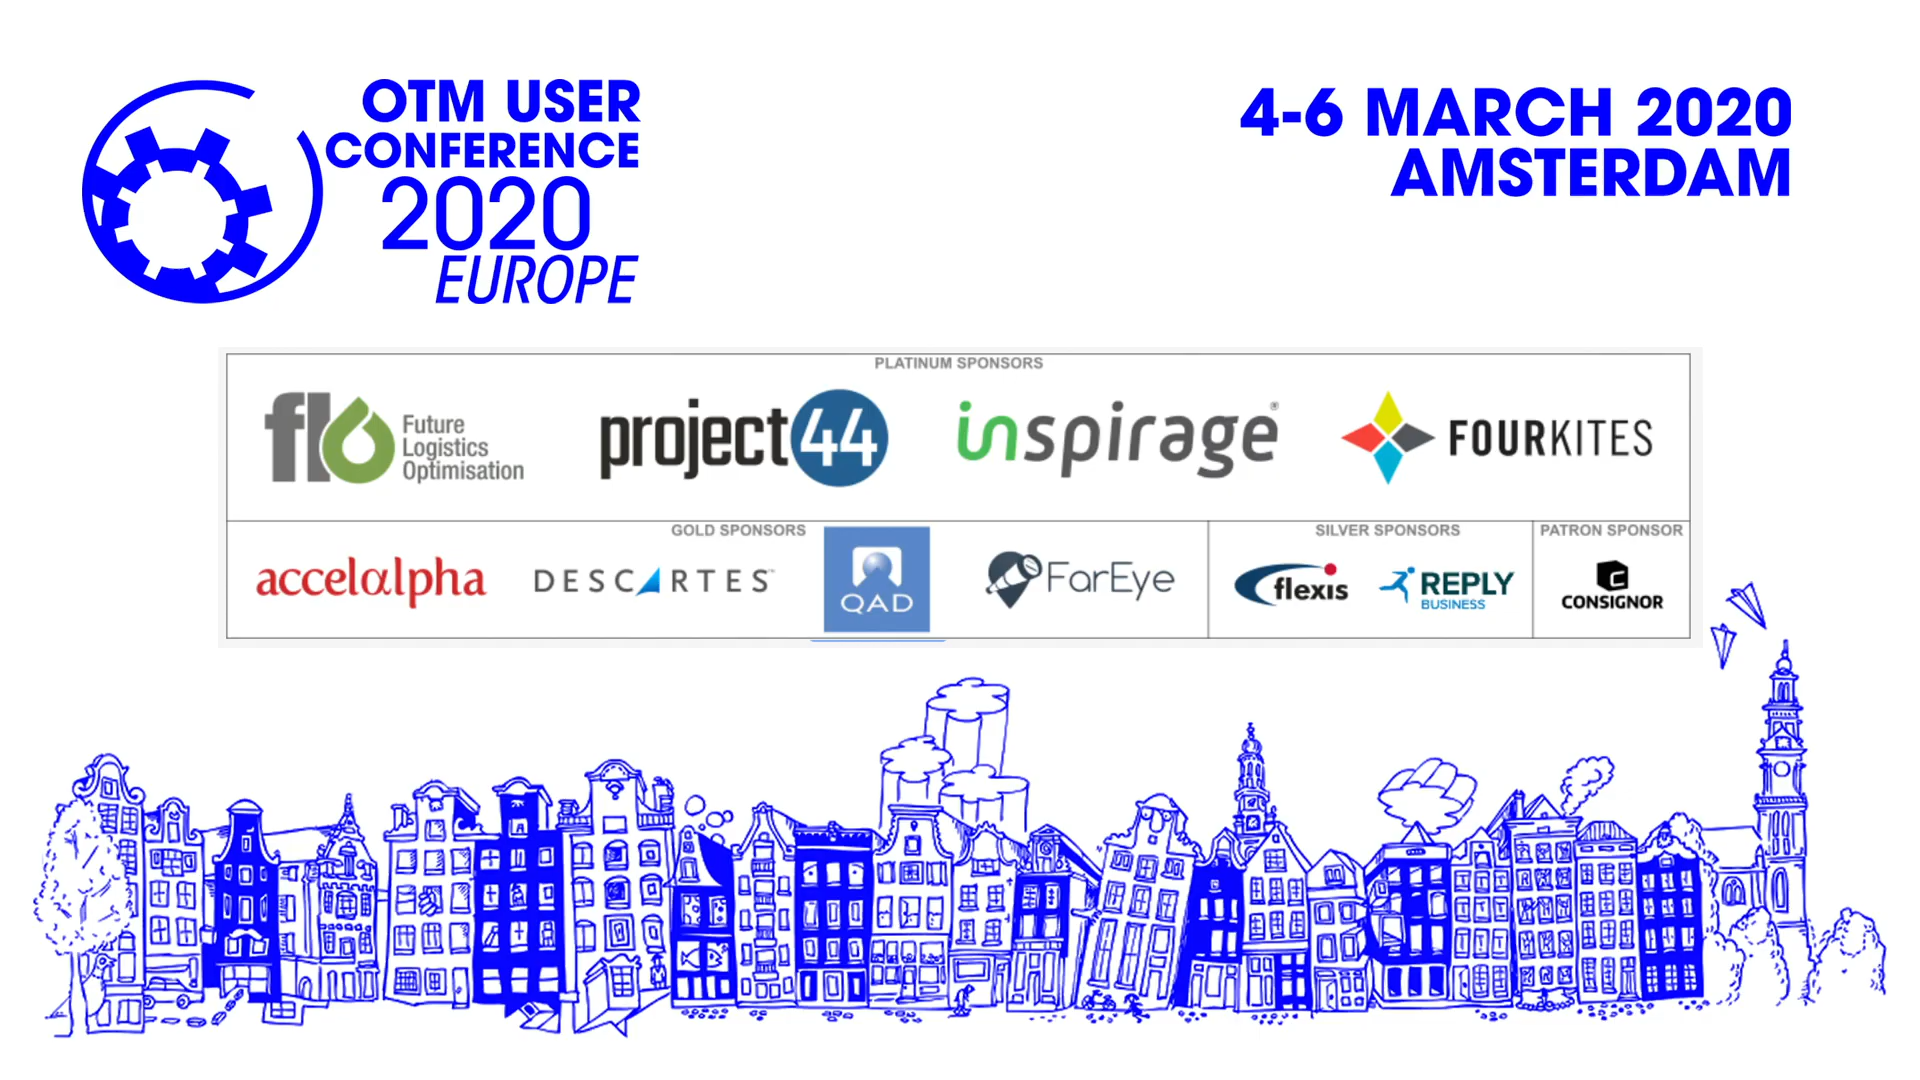 OTM USER
CONFERENCE
2020
EUROPE
4-6 MARCH 2020
AMSTERDAM
PLATINUM SPONSORS
flo Future
Logistics
Optimisation
project44
inspirage®
FOURKITES
GOLD SPONSORS
accelalpha
DESCARTES™
QAD
FarEye
SILVER SPONSORS
flexis
REPLY
BUSINESS
PATRON SPONSOR
CONSIGNOR